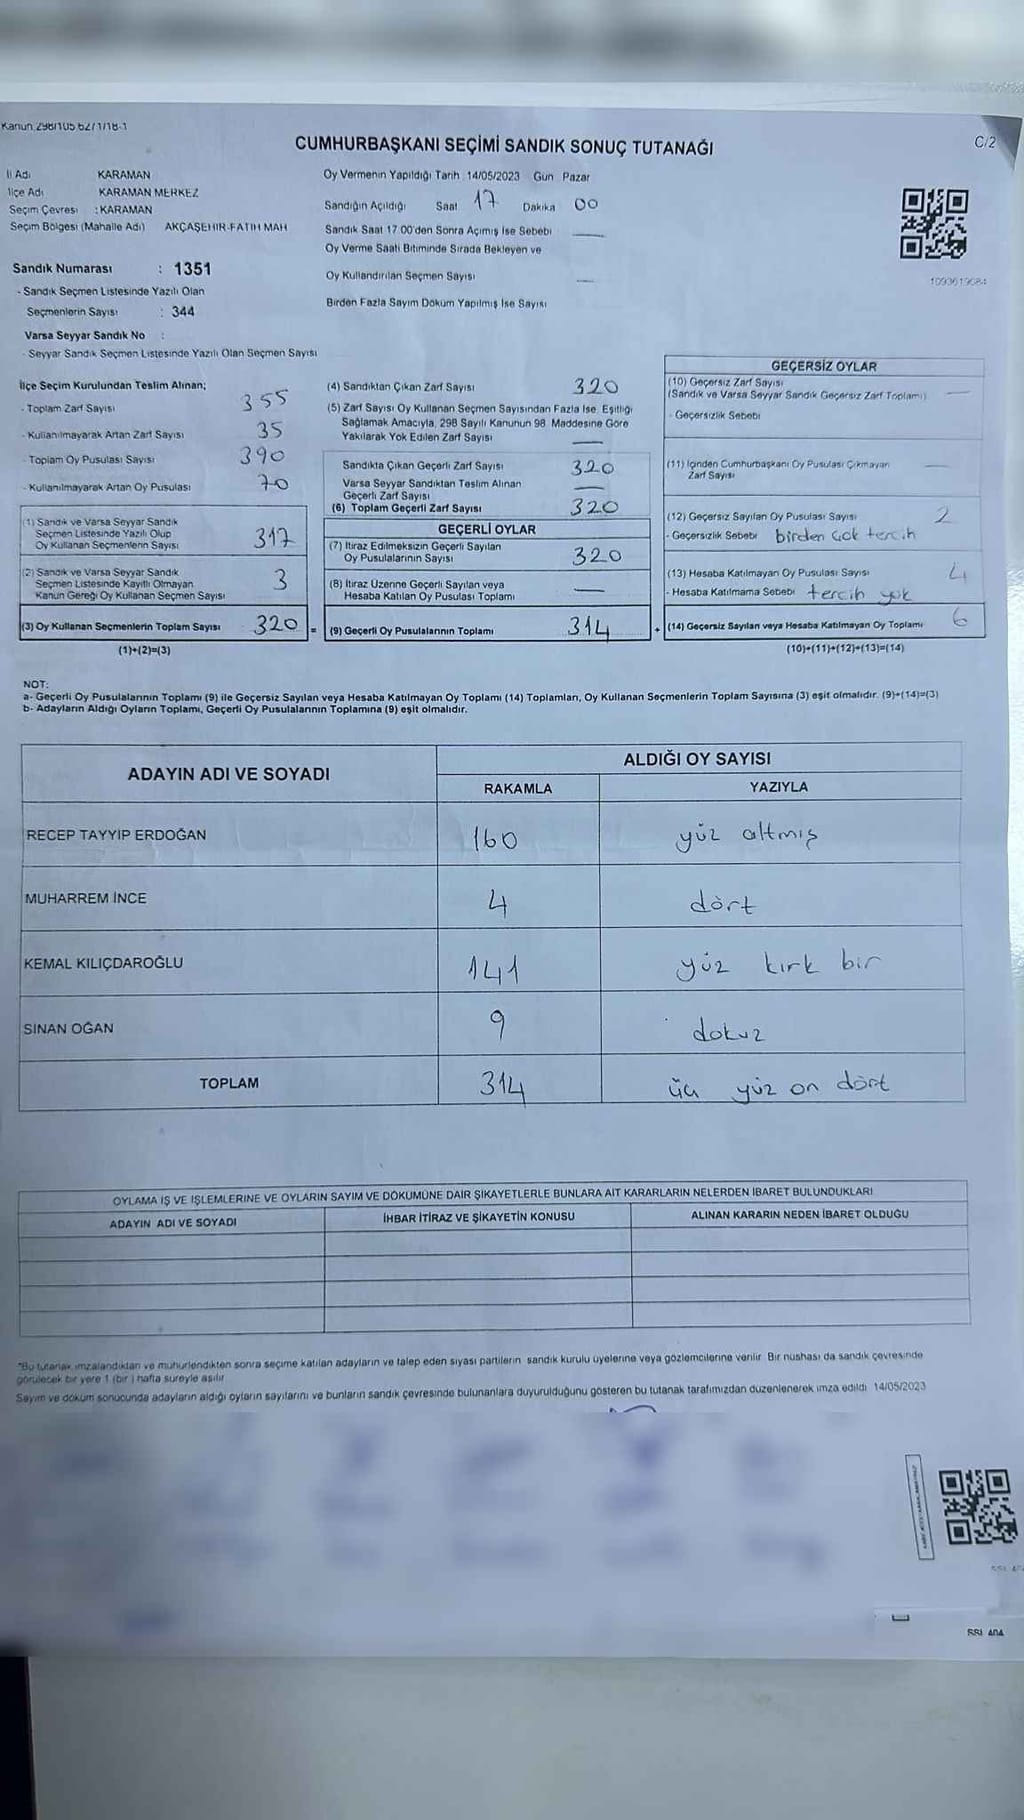 Kanun 298/105 6271/18-1
C/2
CUMHURBAŞKANI SEÇİMİ SANDIK SONUÇ TUTANAĞI
İl Adı KARAMAN
İlçe Adı KARAMAN MERKEZ
Seçim Çevresi : KARAMAN
Seçim Bölgesi (Mahalle Adı) AKÇAŞEHİR-FATİH MAH
Sandık Numarası : 1351
- Sandık Seçmen Listesinde Yazılı Olan
Seçmenlerin Sayısı : 344
Varsa Seyyar Sandık No :
- Seyyar Sandık Seçmen Listesinde Yazılı Olan Seçmen Sayısı
Oy Vermenin Yapıldığı Tarih 14/05/2023 Gün Pazar
Sandığın Açıldığı Saat 17 Dakika 00
Sandık Saat 17 00'den Sonra Açımış İse Sebebi
Oy Verme Saati Bitiminde Sırada Bekleyen ve
Oy Kullandırılan Seçmen Sayısı
Birden Fazla Sayım Döküm Yapılmış İse Sayısı
1093619084
İlçe Seçim Kurulundan Teslim Alınan;
- Toplam Zarf Sayısı 355
- Kullanılmayarak Artan Zarf Sayısı 35
- Toplam Oy Pusulası Sayısı 390
- Kullanılmayarak Artan Oy Pusulası 70
(1) Sandık ve Varsa Seyyar Sandık
Seçmen Listesinde Yazılı Olup
Oy Kullanan Seçmenlerin Sayısı 317
(2) Sandık ve Varsa Seyyar Sandık
Seçmen Listesinde Kayıtlı Olmayan
Kanun Gereği Oy Kullanan Seçmen Sayısı 3
(3) Oy Kullanan Seçmenlerin Toplam Sayısı 320 =
(1)+(2)=(3)
(4) Sandıktan Çıkan Zarf Sayısı 320
(5) Zarf Sayısı Oy Kullanan Seçmen Sayısından Fazla İse, Eşitliği
Sağlamak Amacıyla, 298 Sayılı Kanunun 98. Maddesine Göre
Yakılarak Yok Edilen Zarf Sayısı
Sandıkta Çıkan Geçerli Zarf Sayısı 320
Varsa Seyyar Sandıktan Teslim Alınan
Geçerli Zarf Sayısı
(6) Toplam Geçerli Zarf Sayısı 320
GEÇERLİ OYLAR
(7) İtiraz Edilmeksizin Geçerli Sayılan
Oy Pusulalarının Sayısı 320
(8) İtiraz Üzerine Geçerli Sayılan veya
Hesaba Katılan Oy Pusulası Toplamı
(9) Geçerli Oy Pusulalarının Toplamı 314 +
GEÇERSİZ OYLAR
(10) Geçersiz Zarf Sayısı
(Sandık ve Varsa Seyyar Sandık Geçersiz Zarf Toplamı)
- Geçersizlik Sebebi
(11) İçinden Cumhurbaşkanı Oy Pusulası Çıkmayan
Zarf Sayısı
(12) Geçersiz Sayılan Oy Pusulası Sayısı 2
- Geçersizlik Sebebi birden çok tercih
(13) Hesaba Katılmayan Oy Pusulası Sayısı 4
- Hesaba Katılmama Sebebi tercih yok
(14) Geçersiz Sayılan veya Hesaba Katılmayan Oy Toplamı 6
(10)+(11)+(12)+(13)=(14)
NOT:
a- Geçerli Oy Pusulalarının Toplamı (9) ile Geçersiz Sayılan veya Hesaba Katılmayan Oy Toplamı (14) Toplamları, Oy Kullanan Seçmenlerin Toplam Sayısına (3) eşit olmalıdır. (9)+(14)=(3)
b- Adayların Aldığı Oyların Toplamı, Geçerli Oy Pusulalarının Toplamına (9) eşit olmalıdır.
ADAYIN ADI VE SOYADI
ALDIĞI OY SAYISI
RAKAMLA YAZIYLA
RECEP TAYYİP ERDOĞAN 160 yüz altmış
MUHARREM İNCE 4 dört
KEMAL KILIÇDAROĞLU 141 yüz kırk bir
SİNAN OĞAN 9 dokuz
TOPLAM 314 üç yüz on dört
OYLAMA İŞ VE İŞLEMLERİNE VE OYLARIN SAYIM VE DÖKÜMÜNE DAİR ŞİKAYETLERLE BUNLARA AİT KARARLARIN NELERDEN İBARET BULUNDUKLARI
ADAYIN ADI VE SOYADI İHBAR İTİRAZ VE ŞİKAYETİN KONUSU ALINAN KARARIN NEDEN İBARET OLDUĞU
*Bu tutanak imzalandıktan ve mühürlendikten sonra seçime katılan adayların ve talep eden siyasi partilerin sandık kurulu üyelerine veya gözlemcilerine verilir. Bir nüshası da sandık çevresinde
görülecek bir yere 1 (bir) hafta süreyle asılır
Sayım ve döküm sonucunda adayların aldığı oyların sayılarını ve bunların sandık çevresinde bulunanlara duyurulduğunu gösteren bu tutanak tarafımızdan düzenlenerek imza edildi 14/05/2023
SSI 404